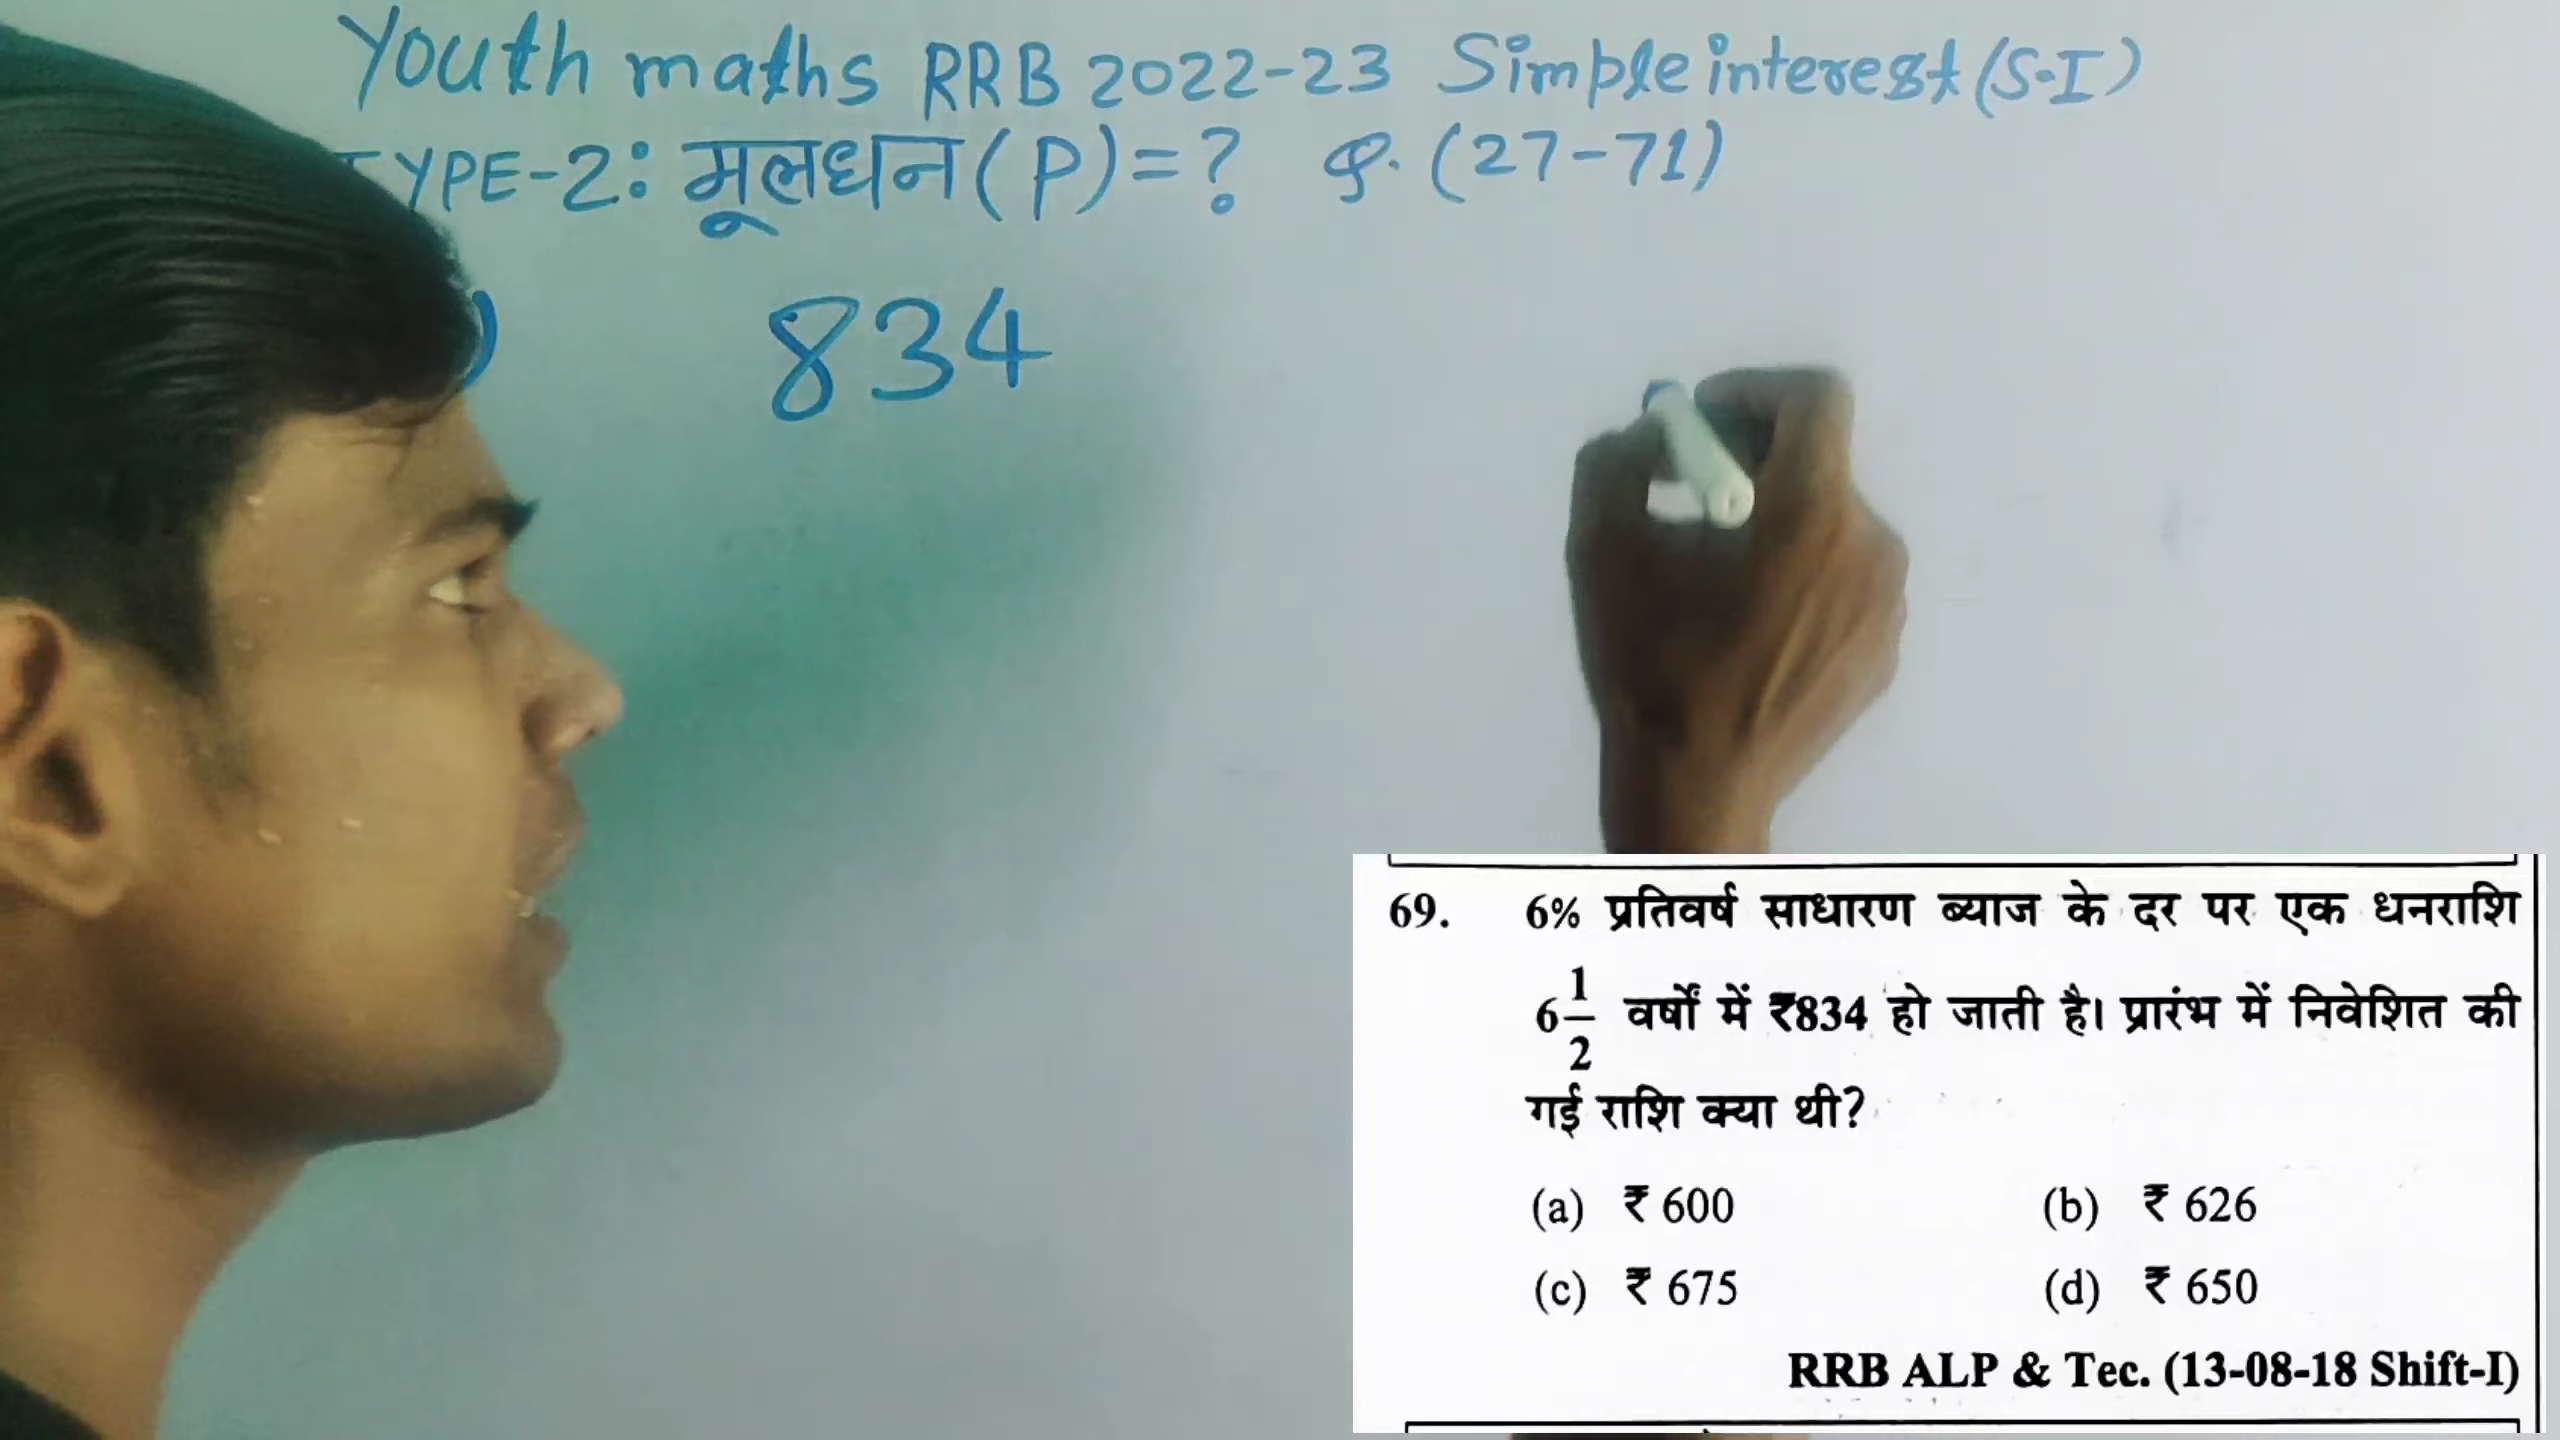 Youth maths RRB 2022-23 Simple interest (S.I)
TYPE-2: मूलधन (P) = ? क्र. (27-71)
) 834
69. 6% प्रतिवर्ष साधारण ब्याज के दर पर एक धनराशि
6 1/2 वर्षों में ₹834 हो जाती है। प्रारंभ में निवेशित की
गई राशि क्या थी?
(a) ₹ 600 (b) ₹ 626
(c) ₹ 675 (d) ₹ 650
RRB ALP & Tec. (13-08-18 Shift-I)